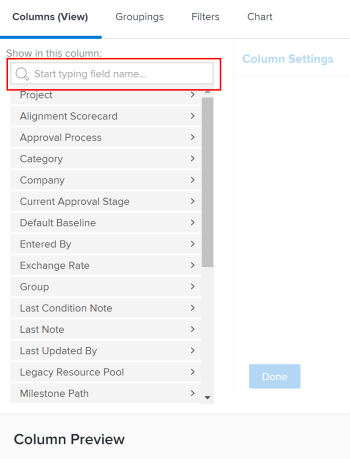 Columns (View) Groupings Filters Chart
Show in this column: Column Settings
Start typing field name...
Project
Alignment Scorecard
Approval Process
Category
Company
Current Approval Stage
Default Baseline
Entered By
Exchange Rate
Group
Last Condition Note
Last Note
Last Updated By
Legacy Resource Pool
Milestone Path
Done
Column Preview